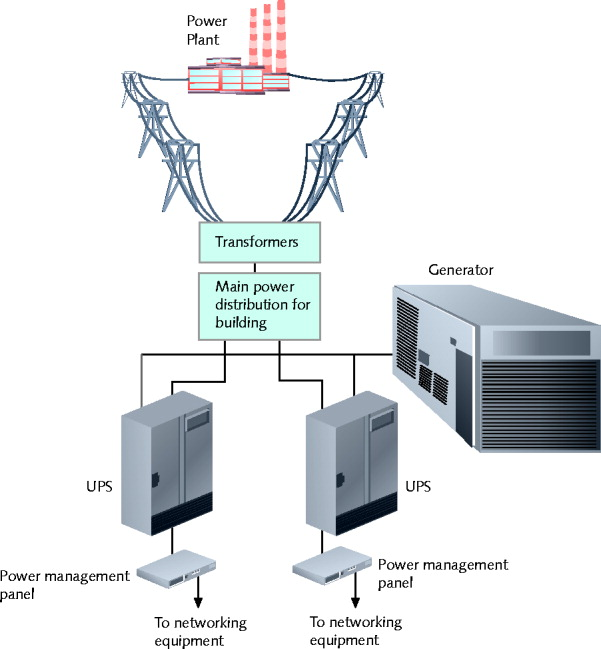 Power
Plant
Transformers
Main power
distribution for
building
Generator
UPS
UPS
Power management
panel
Power management
panel
To networking
equipment
To networking
equipment